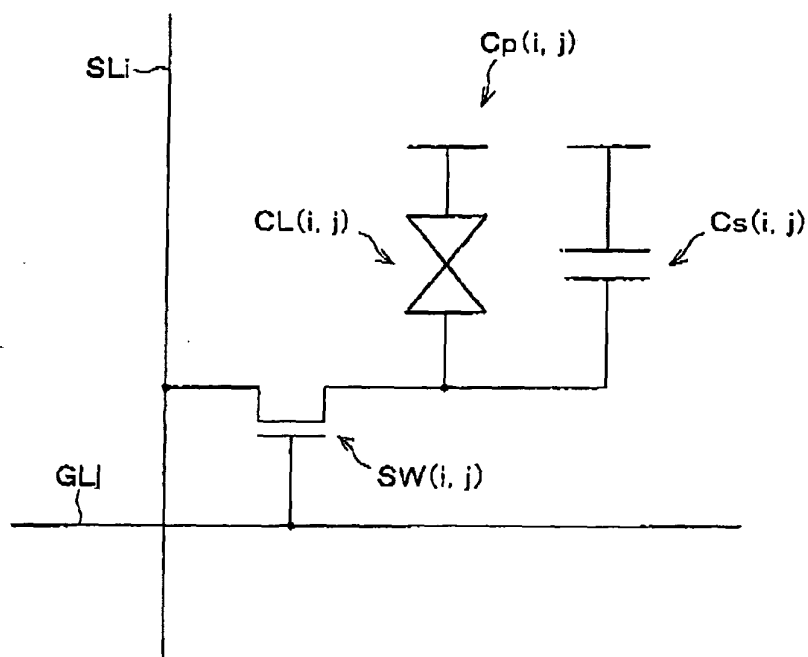 Cp(i, j)
SLi
CL(i, j)
Cs(i, j)
SW(i, j)
GLj